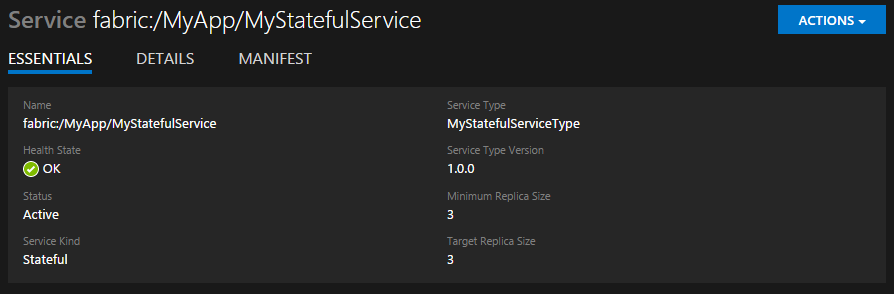 Service fabric:/MyApp/MyStatefulService
ACTIONS
ESSENTIALS DETAILS MANIFEST
Name
fabric:/MyApp/MyStatefulService
Health State
OK
Status
Active
Service Kind
Stateful
Service Type
MyStatefulServiceType
Service Type Version
1.0.0
Minimum Replica Size
3
Target Replica Size
3